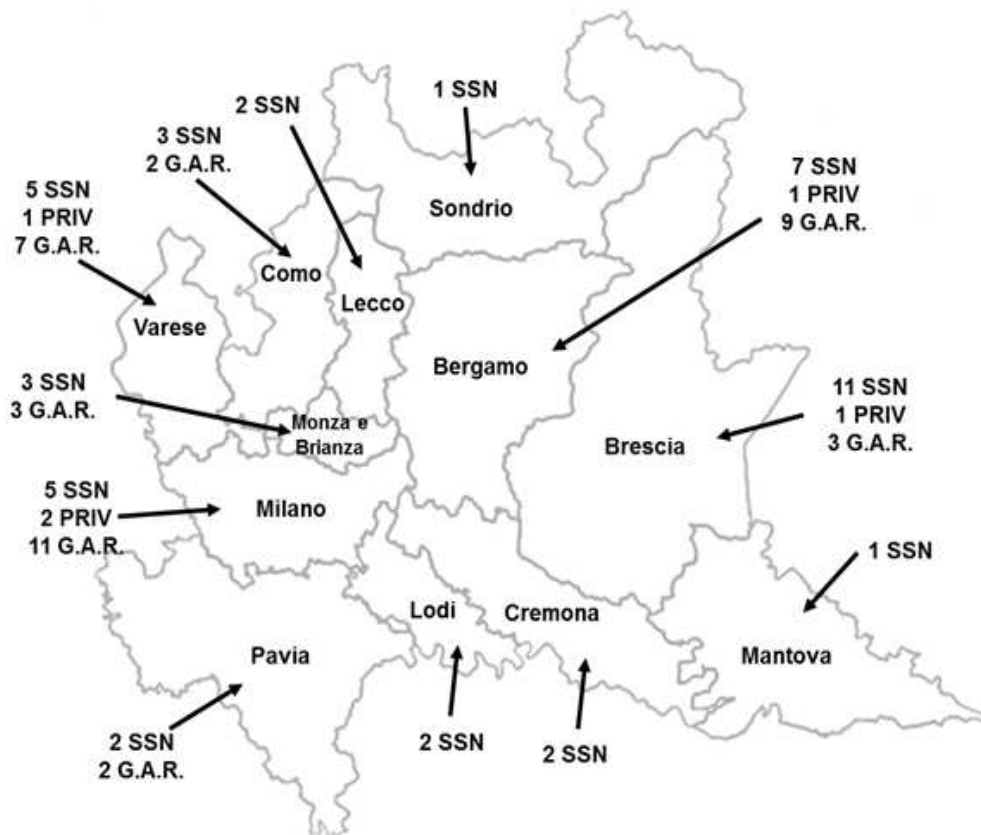 1 SSN
2 SSN
3 SSN
2 G.A.R.
7 SSN
1 PRIV
9 G.A.R.
5 SSN
1 PRIV
7 G.A.R.
Sondrio
Como
Lecco
Varese
Bergamo
3 SSN
3 G.A.R.
Monza e
Brianza
11 SSN
1 PRIV
3 G.A.R.
Brescia
5 SSN
2 PRIV
11 G.A.R.
Milano
1 SSN
Lodi
Cremona
Pavia
Mantova
2 SSN
2 G.A.R.
2 SSN
2 SSN